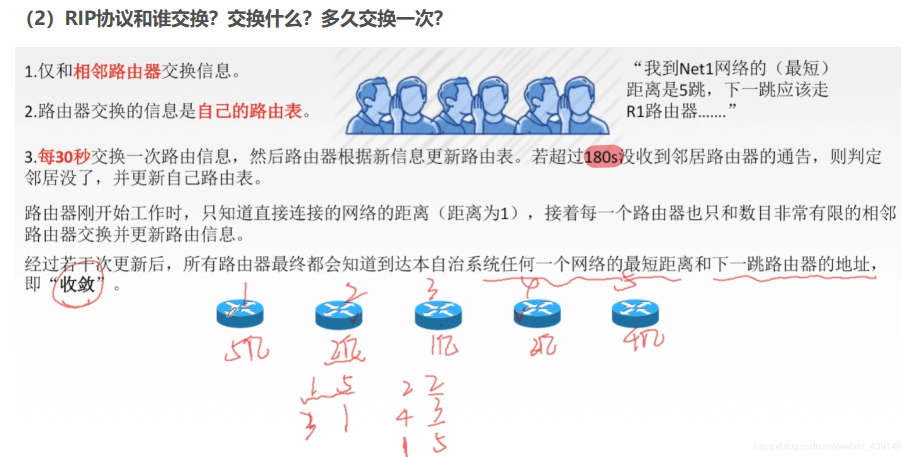 （2）RIP协议和谁交换？交换什么？多久交换一次？
1.仅和相邻路由器交换信息。
2.路由器交换的信息是自己的路由表。
“我到Net1网络的（最短）
距离是5跳，下一跳应该走
R1路由器.......”
3.每30秒交换一次路由信息，然后路由器根据新信息更新路由表。若超过180s没收到邻居路由器的通告，则判定
邻居没了，并更新自己路由表。
路由器刚开始工作时，只知道直接连接的网络的距离（距离为1），接着每一个路由器也只和数目非常有限的相邻
路由器交换并更新路由信息。
经过若干次更新后，所有路由器最终都会知道到达本自治系统任何一个网络的最短距离和下一跳路由器的地址，
即“收敛”。
1 2 3 4 5
5亿 2亿 1亿 2亿 4亿
1 5 2 2
3 1 4 3
1 5